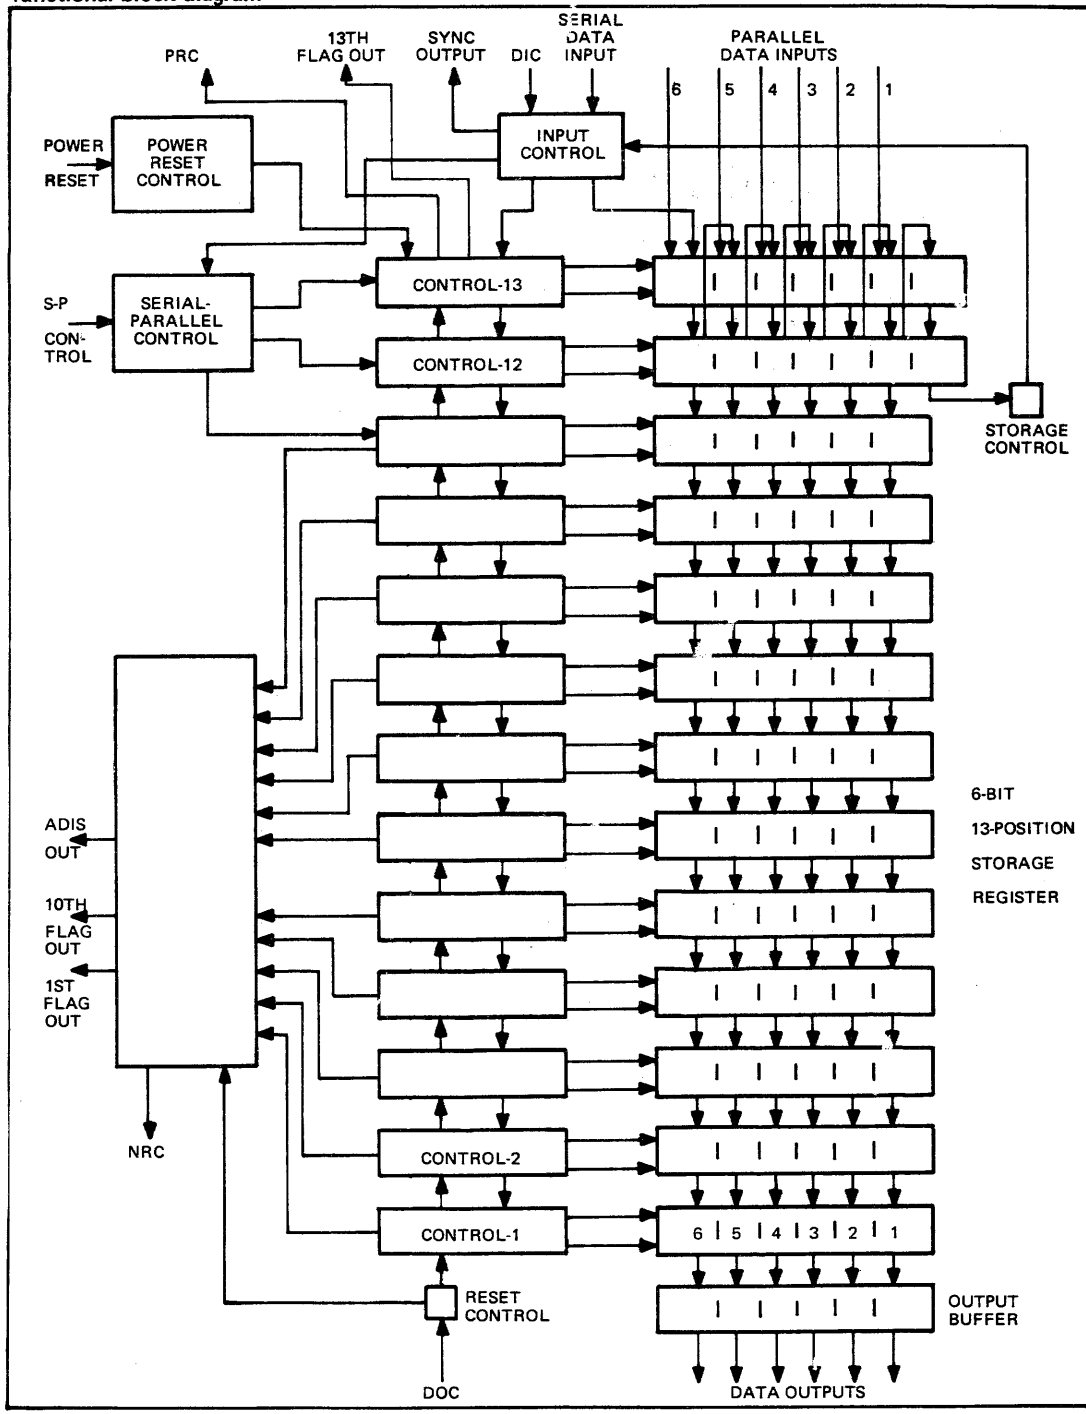 functional block diagram
SERIAL
DATA
INPUT
13TH
FLAG OUT
SYNC
OUTPUT
PARALLEL
DATA INPUTS
PRC
DIC
6 5 4 3 2 1
POWER
RESET
POWER
RESET
CONTROL
INPUT
CONTROL
S-P
CON-
TROL
SERIAL-
PARALLEL
CONTROL
CONTROL-13
CONTROL-12
STORAGE
CONTROL
6-BIT
13-POSITION
STORAGE
REGISTER
ADIS
OUT
10TH
FLAG
OUT
1ST
FLAG
OUT
NRC
CONTROL-2
CONTROL-1
6 5 4 3 2 1
RESET
CONTROL
OUTPUT
BUFFER
DOC
DATA OUTPUTS